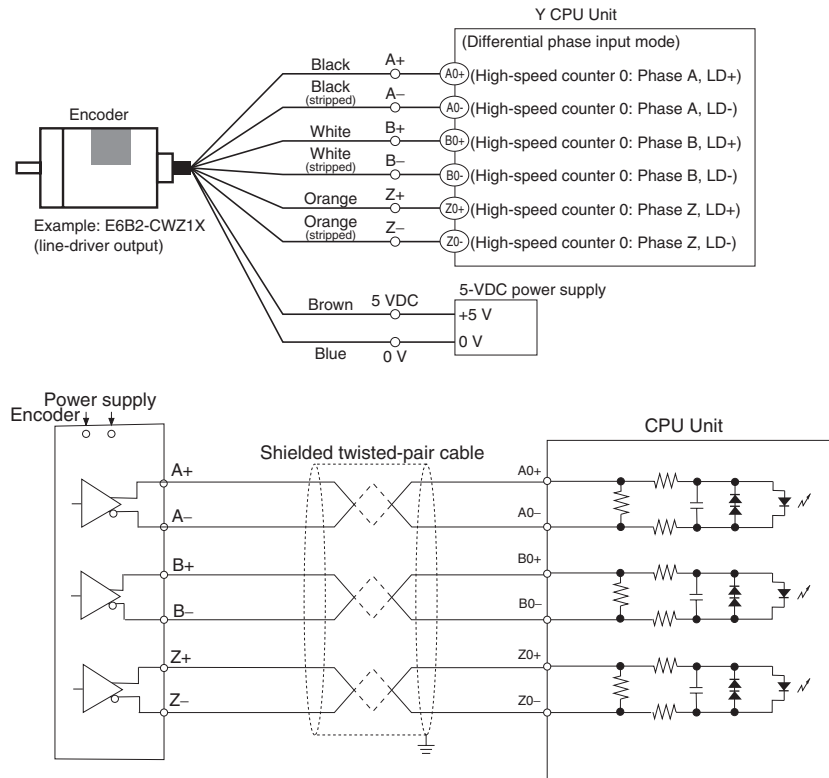 Y CPU Unit
(Differential phase input mode)
Black A+ A0+ (High-speed counter 0: Phase A, LD+)
Black (stripped) A– A0- (High-speed counter 0: Phase A, LD-)
Encoder
White B+ B0+ (High-speed counter 0: Phase B, LD+)
White (stripped) B– B0- (High-speed counter 0: Phase B, LD-)
Orange Z+ Z0+ (High-speed counter 0: Phase Z, LD+)
Orange (stripped) Z– Z0- (High-speed counter 0: Phase Z, LD-)
Example: E6B2-CWZ1X
(line-driver output)
5-VDC power supply
Brown 5 VDC +5 V
Blue 0 V 0 V
Power supply
Encoder
CPU Unit
Shielded twisted-pair cable
A+ A0+
A– A0–
B+ B0+
B– B0–
Z+ Z0+
Z– Z0–